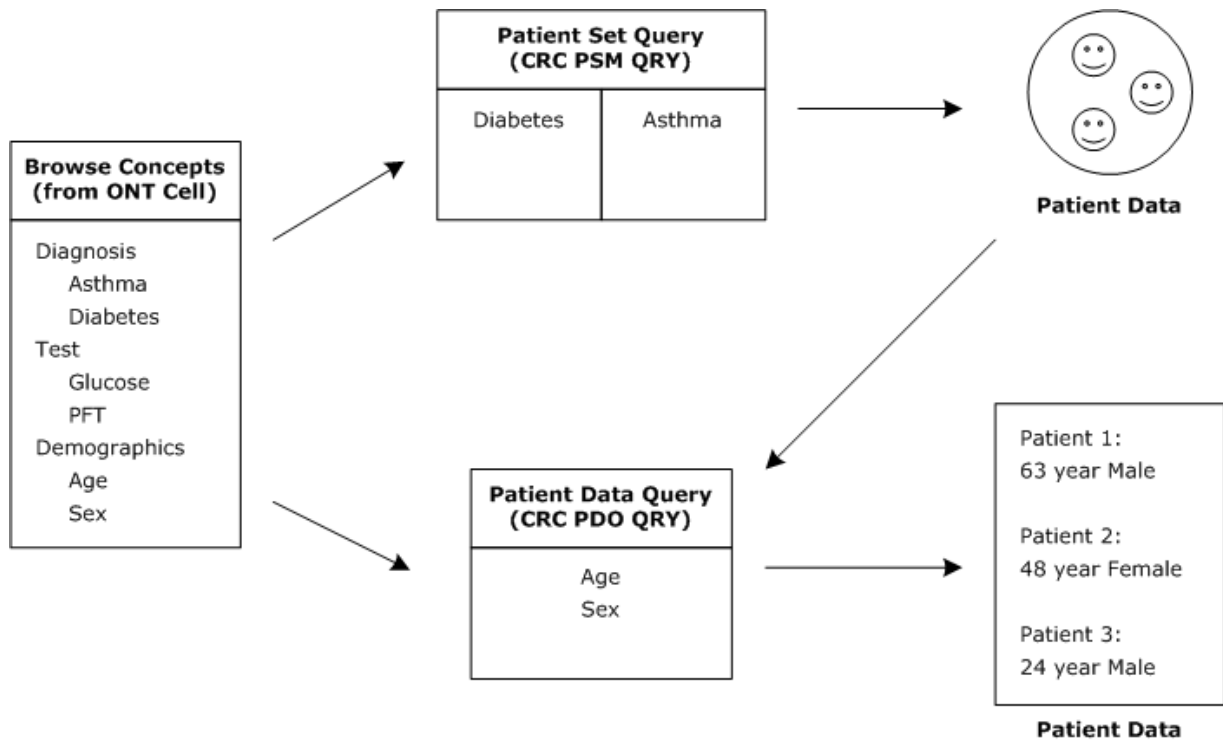 Browse Concepts
(from ONT Cell)
Diagnosis
Asthma
Diabetes
Test
Glucose
PFT
Demographics
Age
Sex
Patient Set Query
(CRC PSM QRY)
Diabetes
Asthma
Patient Data
Patient Data Query
(CRC PDO QRY)
Age
Sex
Patient 1:
63 year Male
Patient 2:
48 year Female
Patient 3:
24 year Male
Patient Data